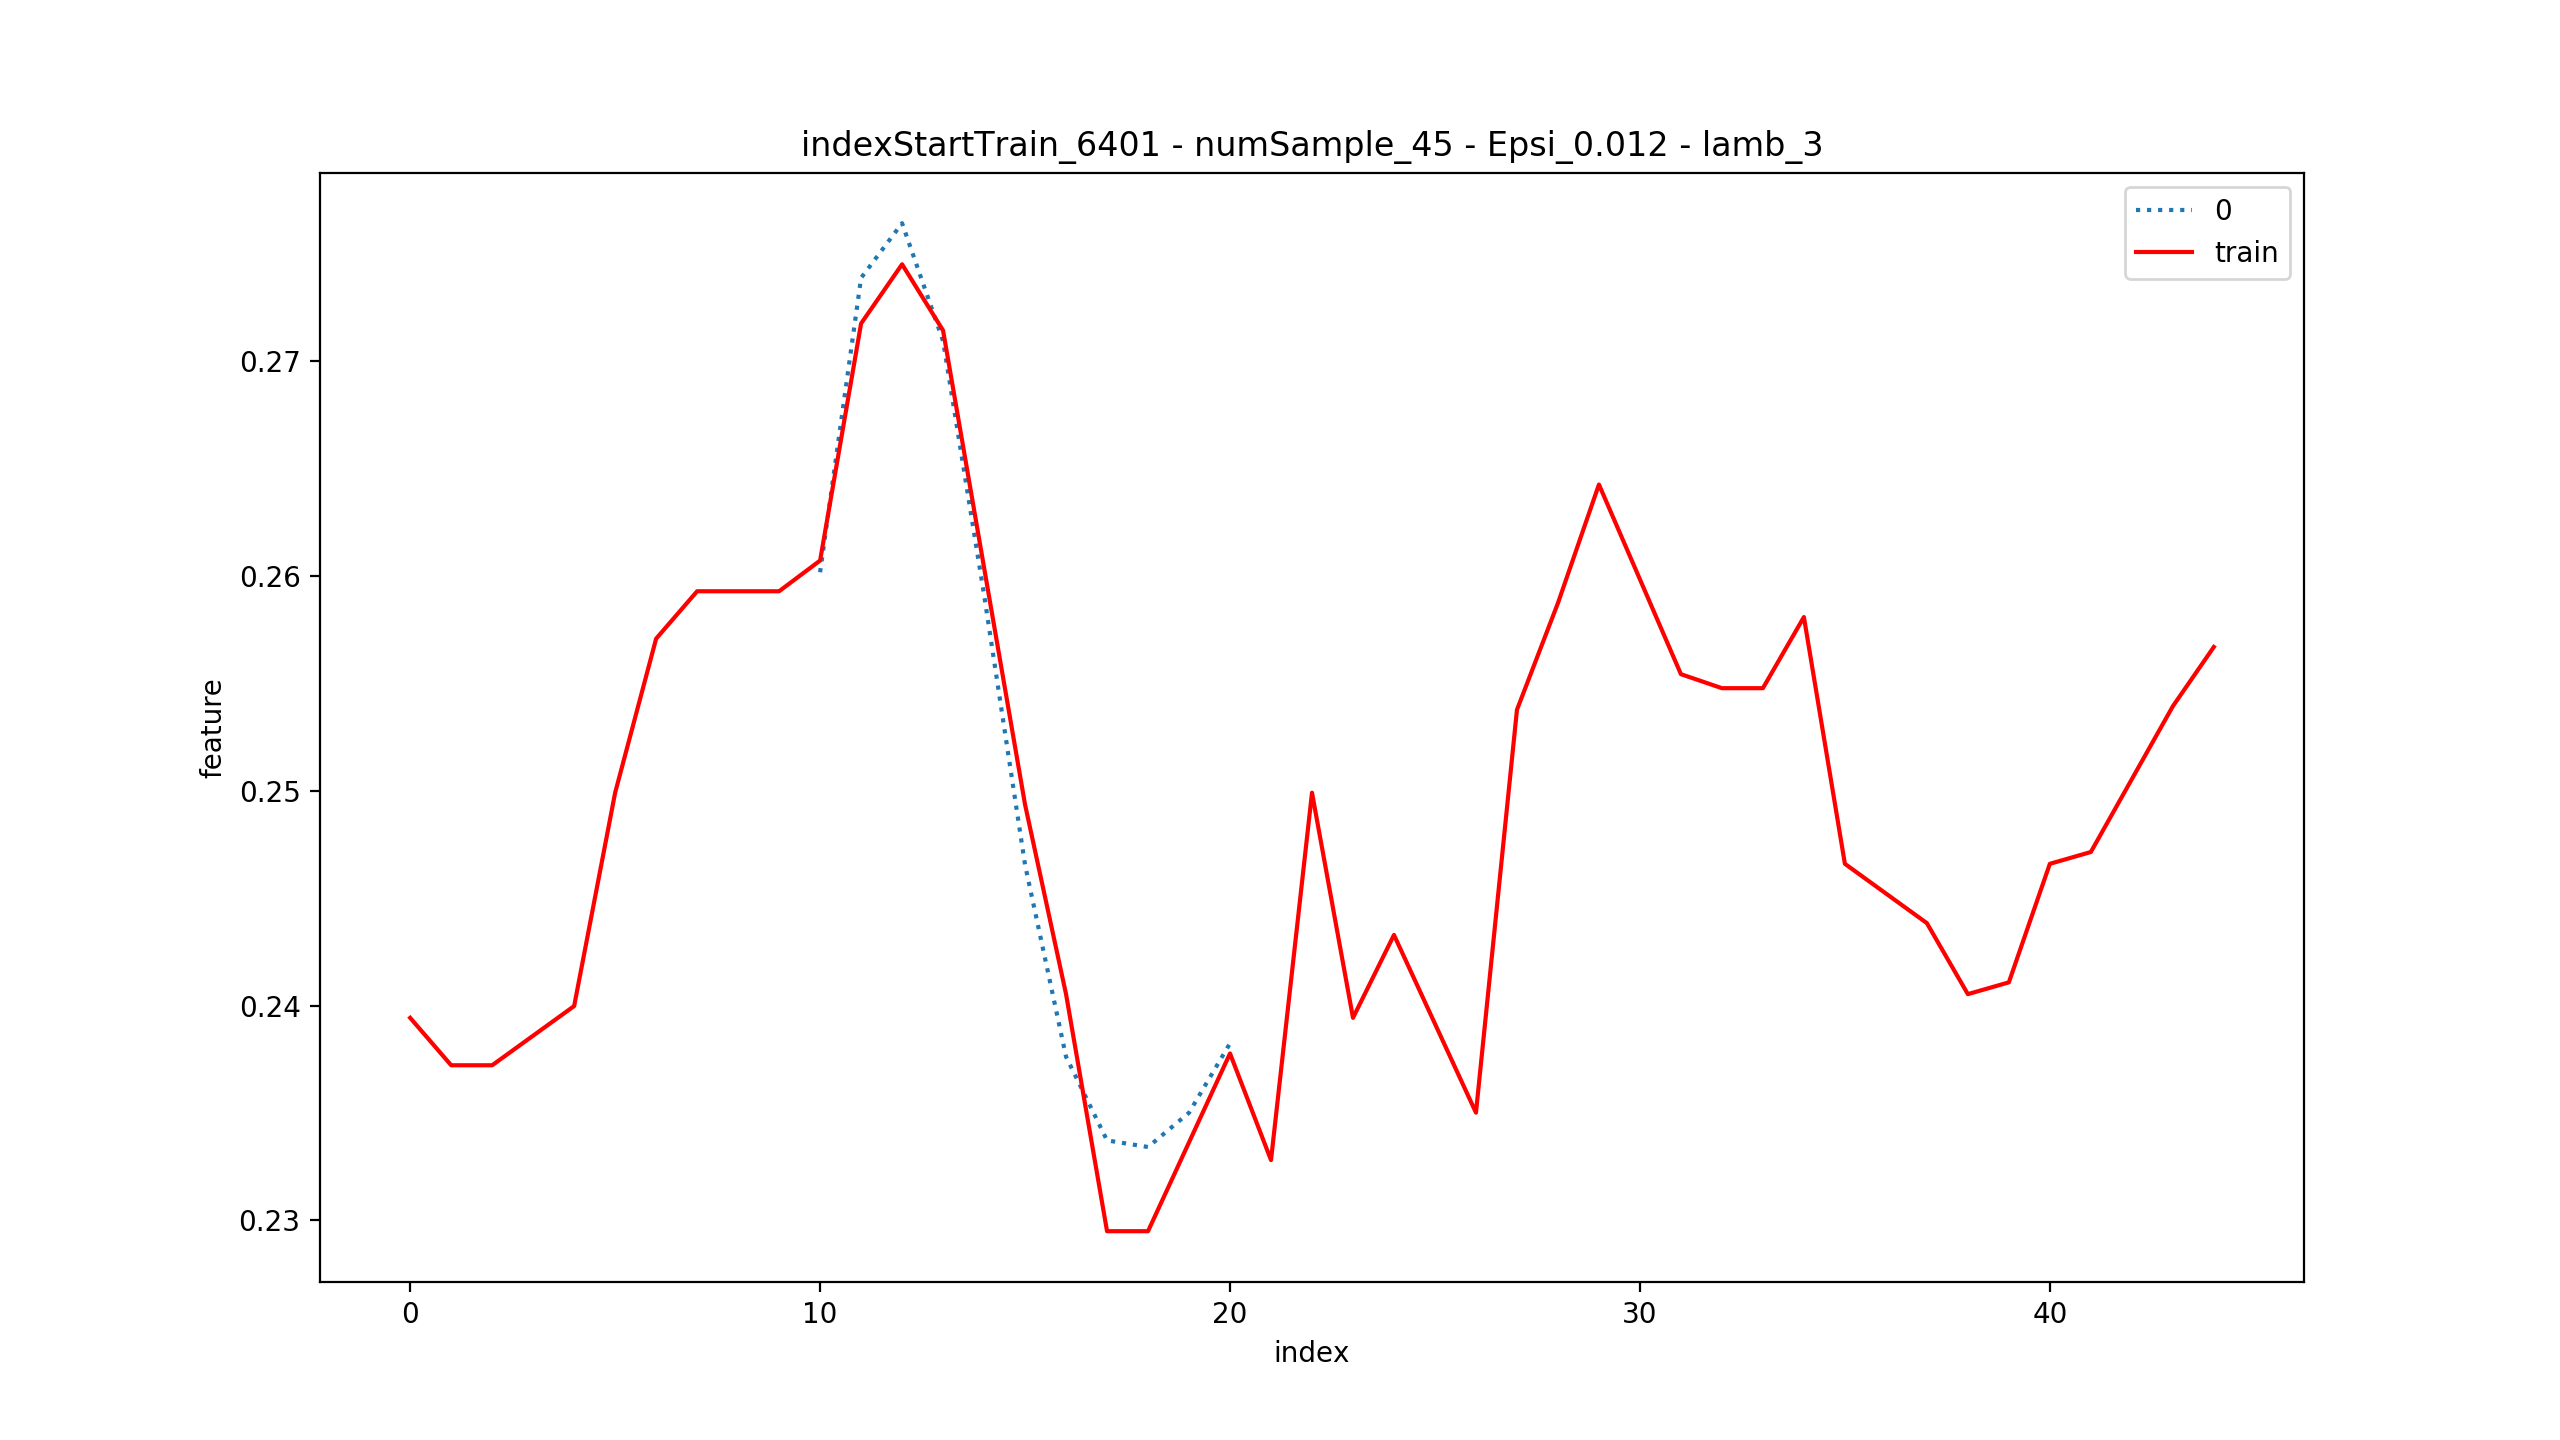 indexStartTrain_6401 - numSample_45 - Epsi_0.012 - lamb_3
0
train
0.27
0.26
0.25
0.24
0.23
feature
0 10 20 30 40
index